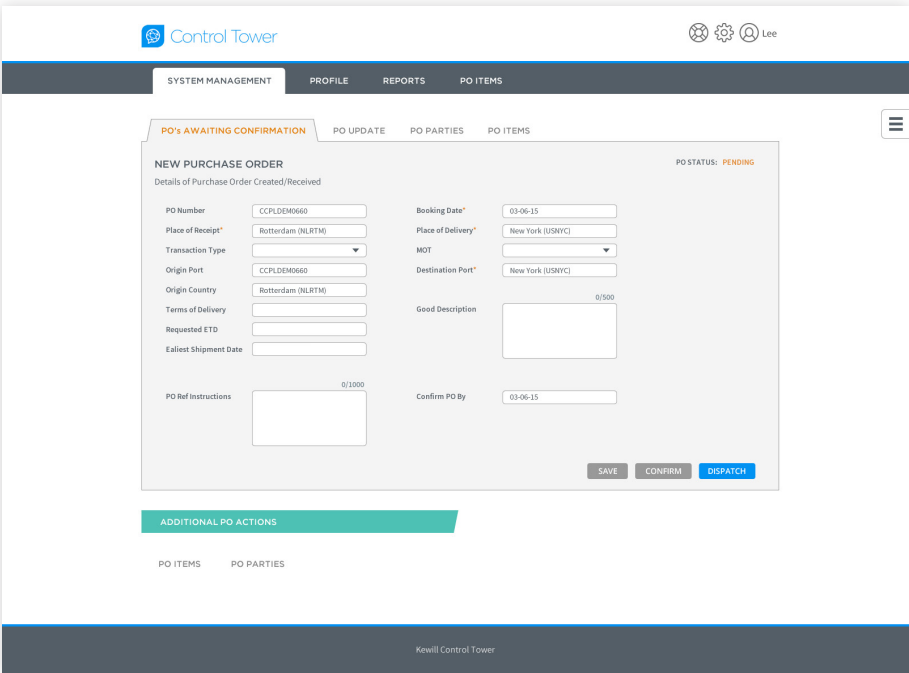 Control Tower
Lee
SYSTEM MANAGEMENT PROFILE REPORTS PO ITEMS
PO's AWAITING CONFIRMATION PO UPDATE PO PARTIES PO ITEMS
NEW PURCHASE ORDER PO STATUS: PENDING
Details of Purchase Order Created/Received
PO Number CCPLDEM0660 Booking Date* 03-06-15
Place of Receipt* Rotterdam (NLRTM) Place of Delivery* New York (USNYC)
Transaction Type MOT
Origin Port CCPLDEM0660 Destination Port* New York (USNYC)
Origin Country Rotterdam (NLRTM)
0/500
Terms of Delivery Good Description
Requested ETD
Ealiest Shipment Date
0/1000
PO Ref Instructions Confirm PO By 03-06-15
SAVE CONFIRM DISPATCH
ADDITIONAL PO ACTIONS
PO ITEMS PO PARTIES
Kewill Control Tower